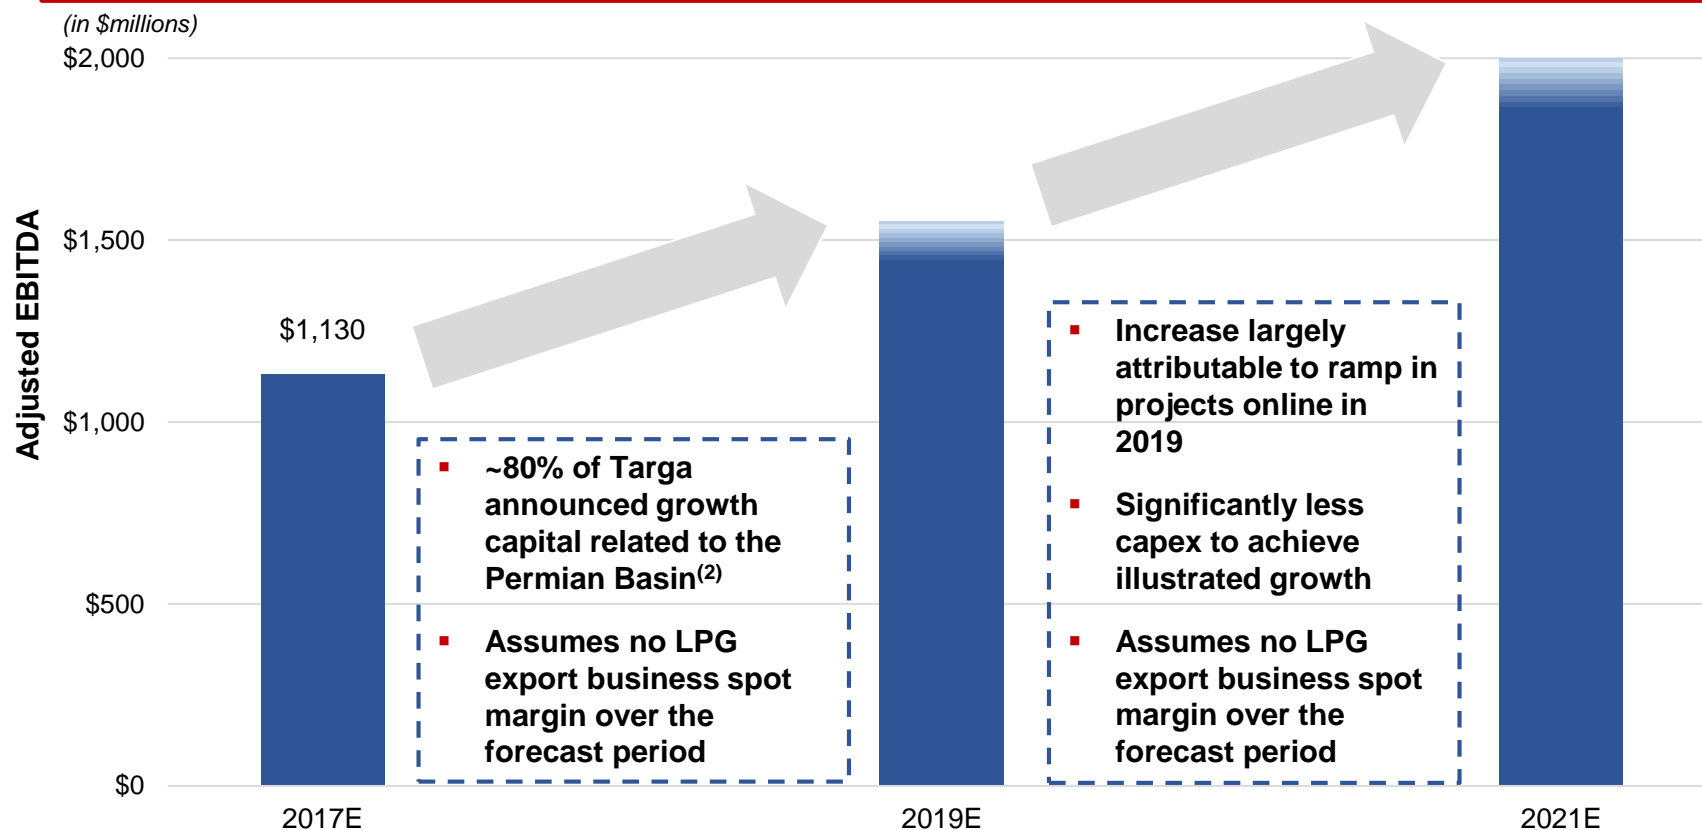 (in $millions)
$2,000
$1,500
$1,000
$500
$0
Adjusted EBITDA
$1,130
▪ ~80% of Targa
announced growth
capital related to the
Permian Basin(2)
▪ Assumes no LPG
export business spot
margin over the
forecast period
▪ Increase largely
attributable to ramp in
projects online in
2019
▪ Significantly less
capex to achieve
illustrated growth
▪ Assumes no LPG
export business spot
margin over the
forecast period
2017E
2019E
2021E